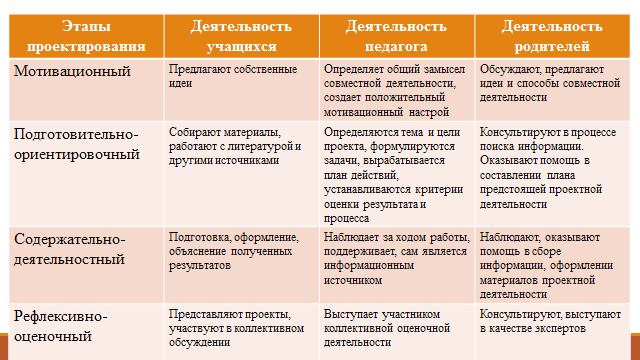 Этапы
проектирования
Деятельность
учащихся
Деятельность
педагога
Деятельность
родителей
Мотивационный
Предлагают собственные
идеи
Определяет общий замысел
совместной деятельности,
создает положительный
мотивационный настрой
Обсуждают, предлагают
идеи и способы совместной
деятельности
Подготовительно-
ориентировочный
Собирают материалы,
работают с литературой и
другими источниками
Определяются тема и цели
проекта, формулируются
задачи, вырабатывается
план действий,
устанавливаются критерии
оценки результата и
процесса
Консультируют в процессе
поиска информации.
Оказывают помощь в
составлении плана
предстоящей проектной
деятельности
Содержательно-
деятельностный
Подготовка, оформление,
объяснение полученных
результатов
Наблюдает за ходом работы,
поддерживает, сам является
информационным
источником
Наблюдают, оказывают
помощь в сборе
информации, оформлении
материалов проектной
деятельности
Рефлексивно-
оценочный
Представляют проекты,
участвуют в коллективном
обсуждении
Выступает участником
коллективной оценочной
деятельности
Консультируют, выступают
в качестве экспертов